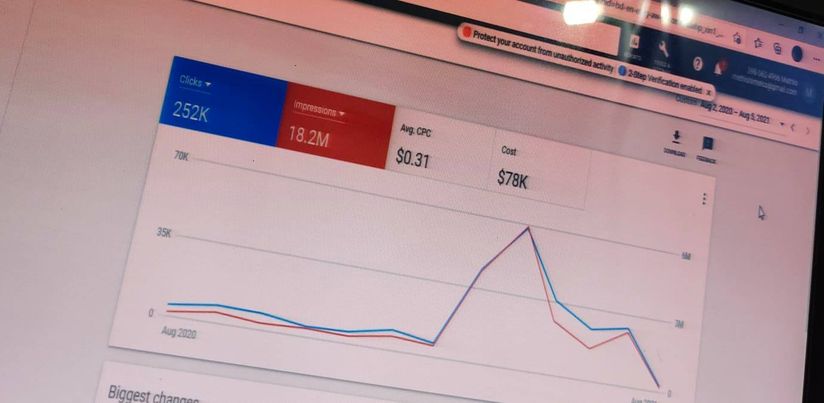 Protect your account from unauthorized activity
2-Step Verification enabled
Custom Aug 2, 2020 – Aug 5, 2021
DOWNLOAD
FEEDBACK
Clicks
252K
Impressions
18.2M
Avg. CPC
$0.31
Cost
$78K
70K
35K
0
6M
3M
0
Aug 2020
Biggest changes